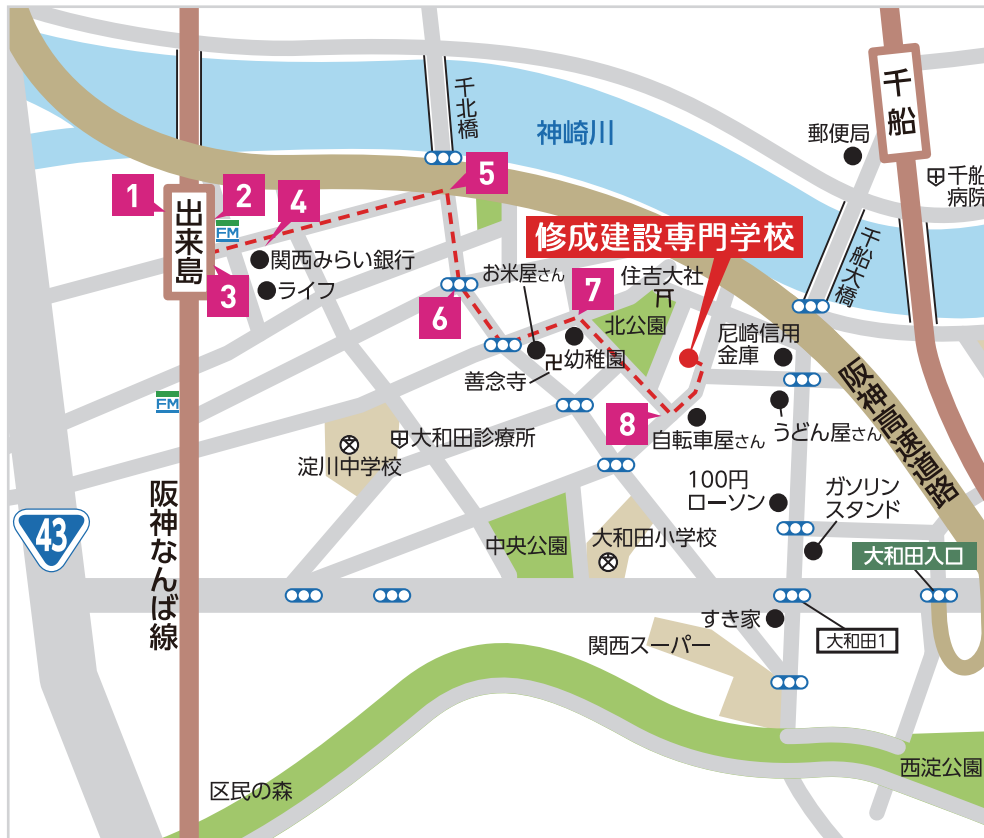 千北橋
神崎川
千船
郵便局
千船
病院
1
2
4
5
出来島
FM
3
関西みらい銀行
ライフ
修成建設専門学校
千船大橋
お米屋さん
7
住吉大社
6
北公園
尼崎信用
金庫
幼稚園
善念寺
卍
FM
8
自転車屋さん
うどん屋さん
阪神高速道路
大和田診療所
淀川中学校
100円
ローソン
ガソリン
スタンド
43
阪神なんば線
中央公園
大和田小学校
大和田入口
すき家
大和田1
関西スーパー
西淀公園
区民の森